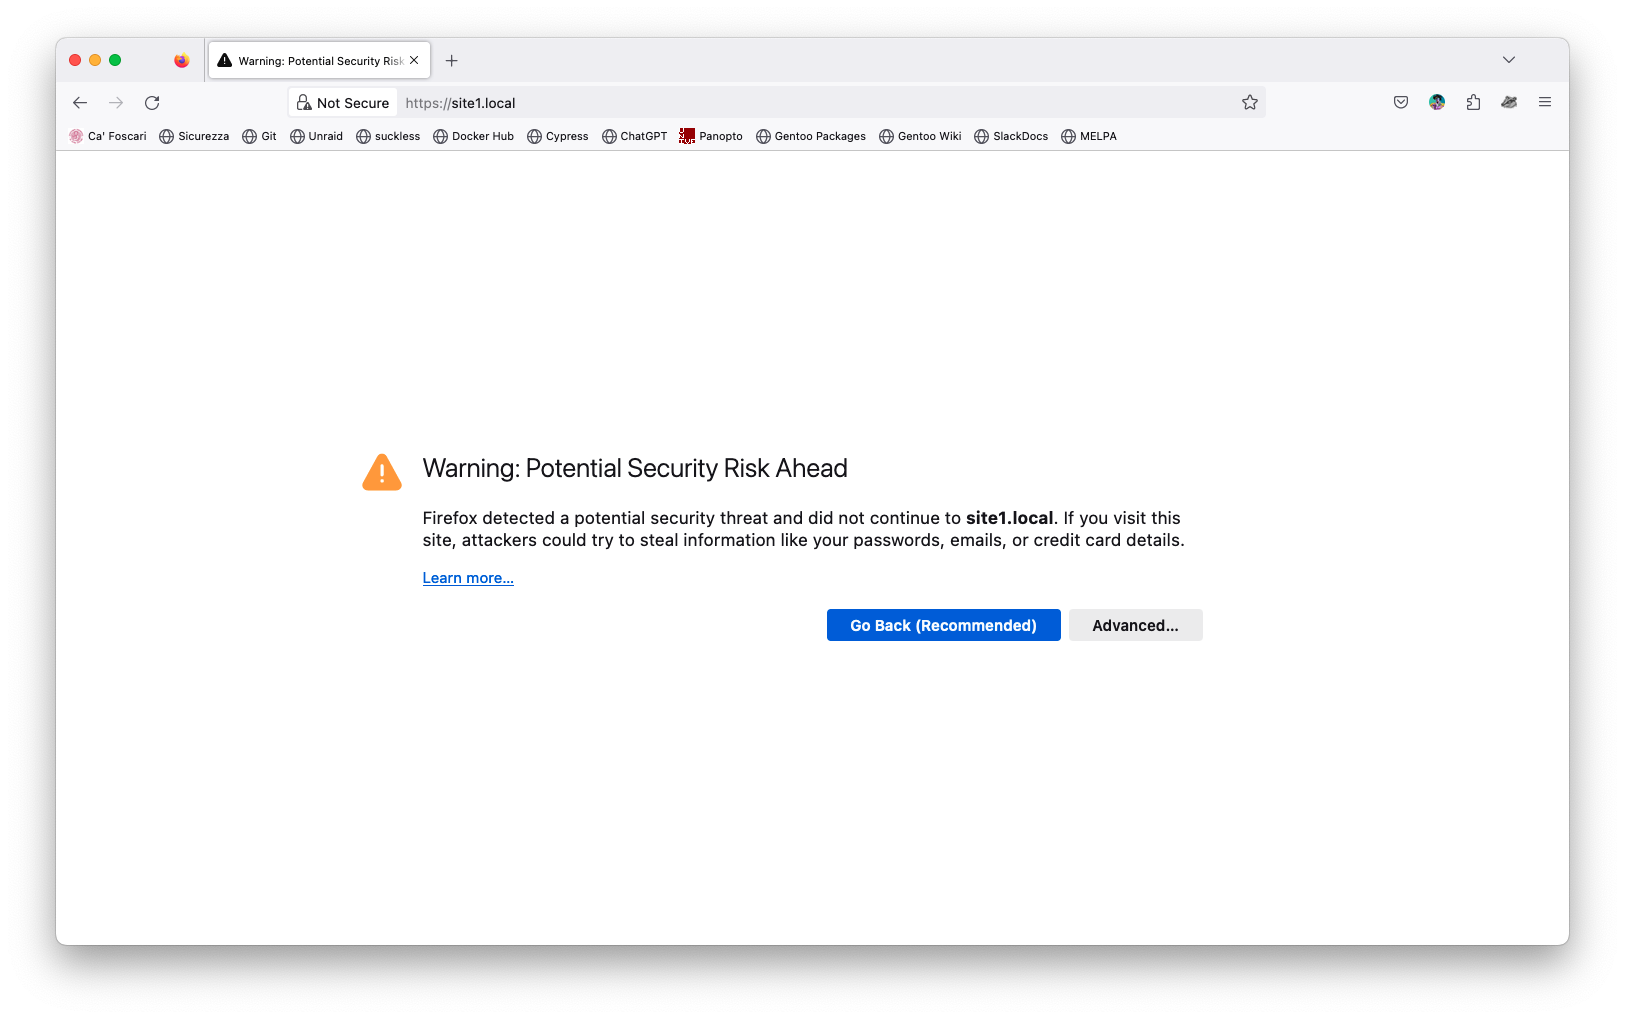 Warning: Potential Security Risk
Not Secure https://site1.local
Ca' Foscari Sicurezza Git Unraid suckless Docker Hub Cypress ChatGPT Panopto Gentoo Packages Gentoo Wiki SlackDocs MELPA
Warning: Potential Security Risk Ahead
Firefox detected a potential security threat and did not continue to site1.local. If you visit this
site, attackers could try to steal information like your passwords, emails, or credit card details.
Learn more...
Go Back (Recommended) Advanced...